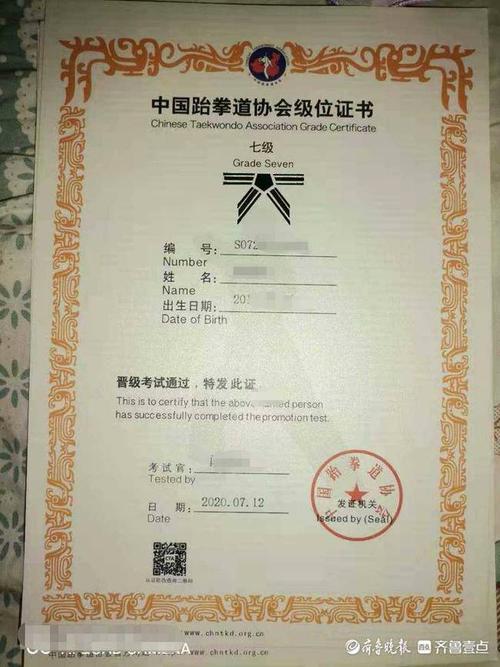 中国跆拳道协会级位证书
Chinese Taekwondo Association Grade Certificate
七级
Grade Seven
编 号: S072
Number
姓 名:
Name
出生日期: 201
Date of Birth
晋级考试通过，特发此证
This is to certify that the above named person
has successfully completed the promotion test.
考试官:
Tested by
日 期: 2020.07.12
Date
中国跆拳道协会
发证机关
Issued by (Seal)
CTA
www.chntkd.org.cn
齐鲁晚报 齐鲁壹点